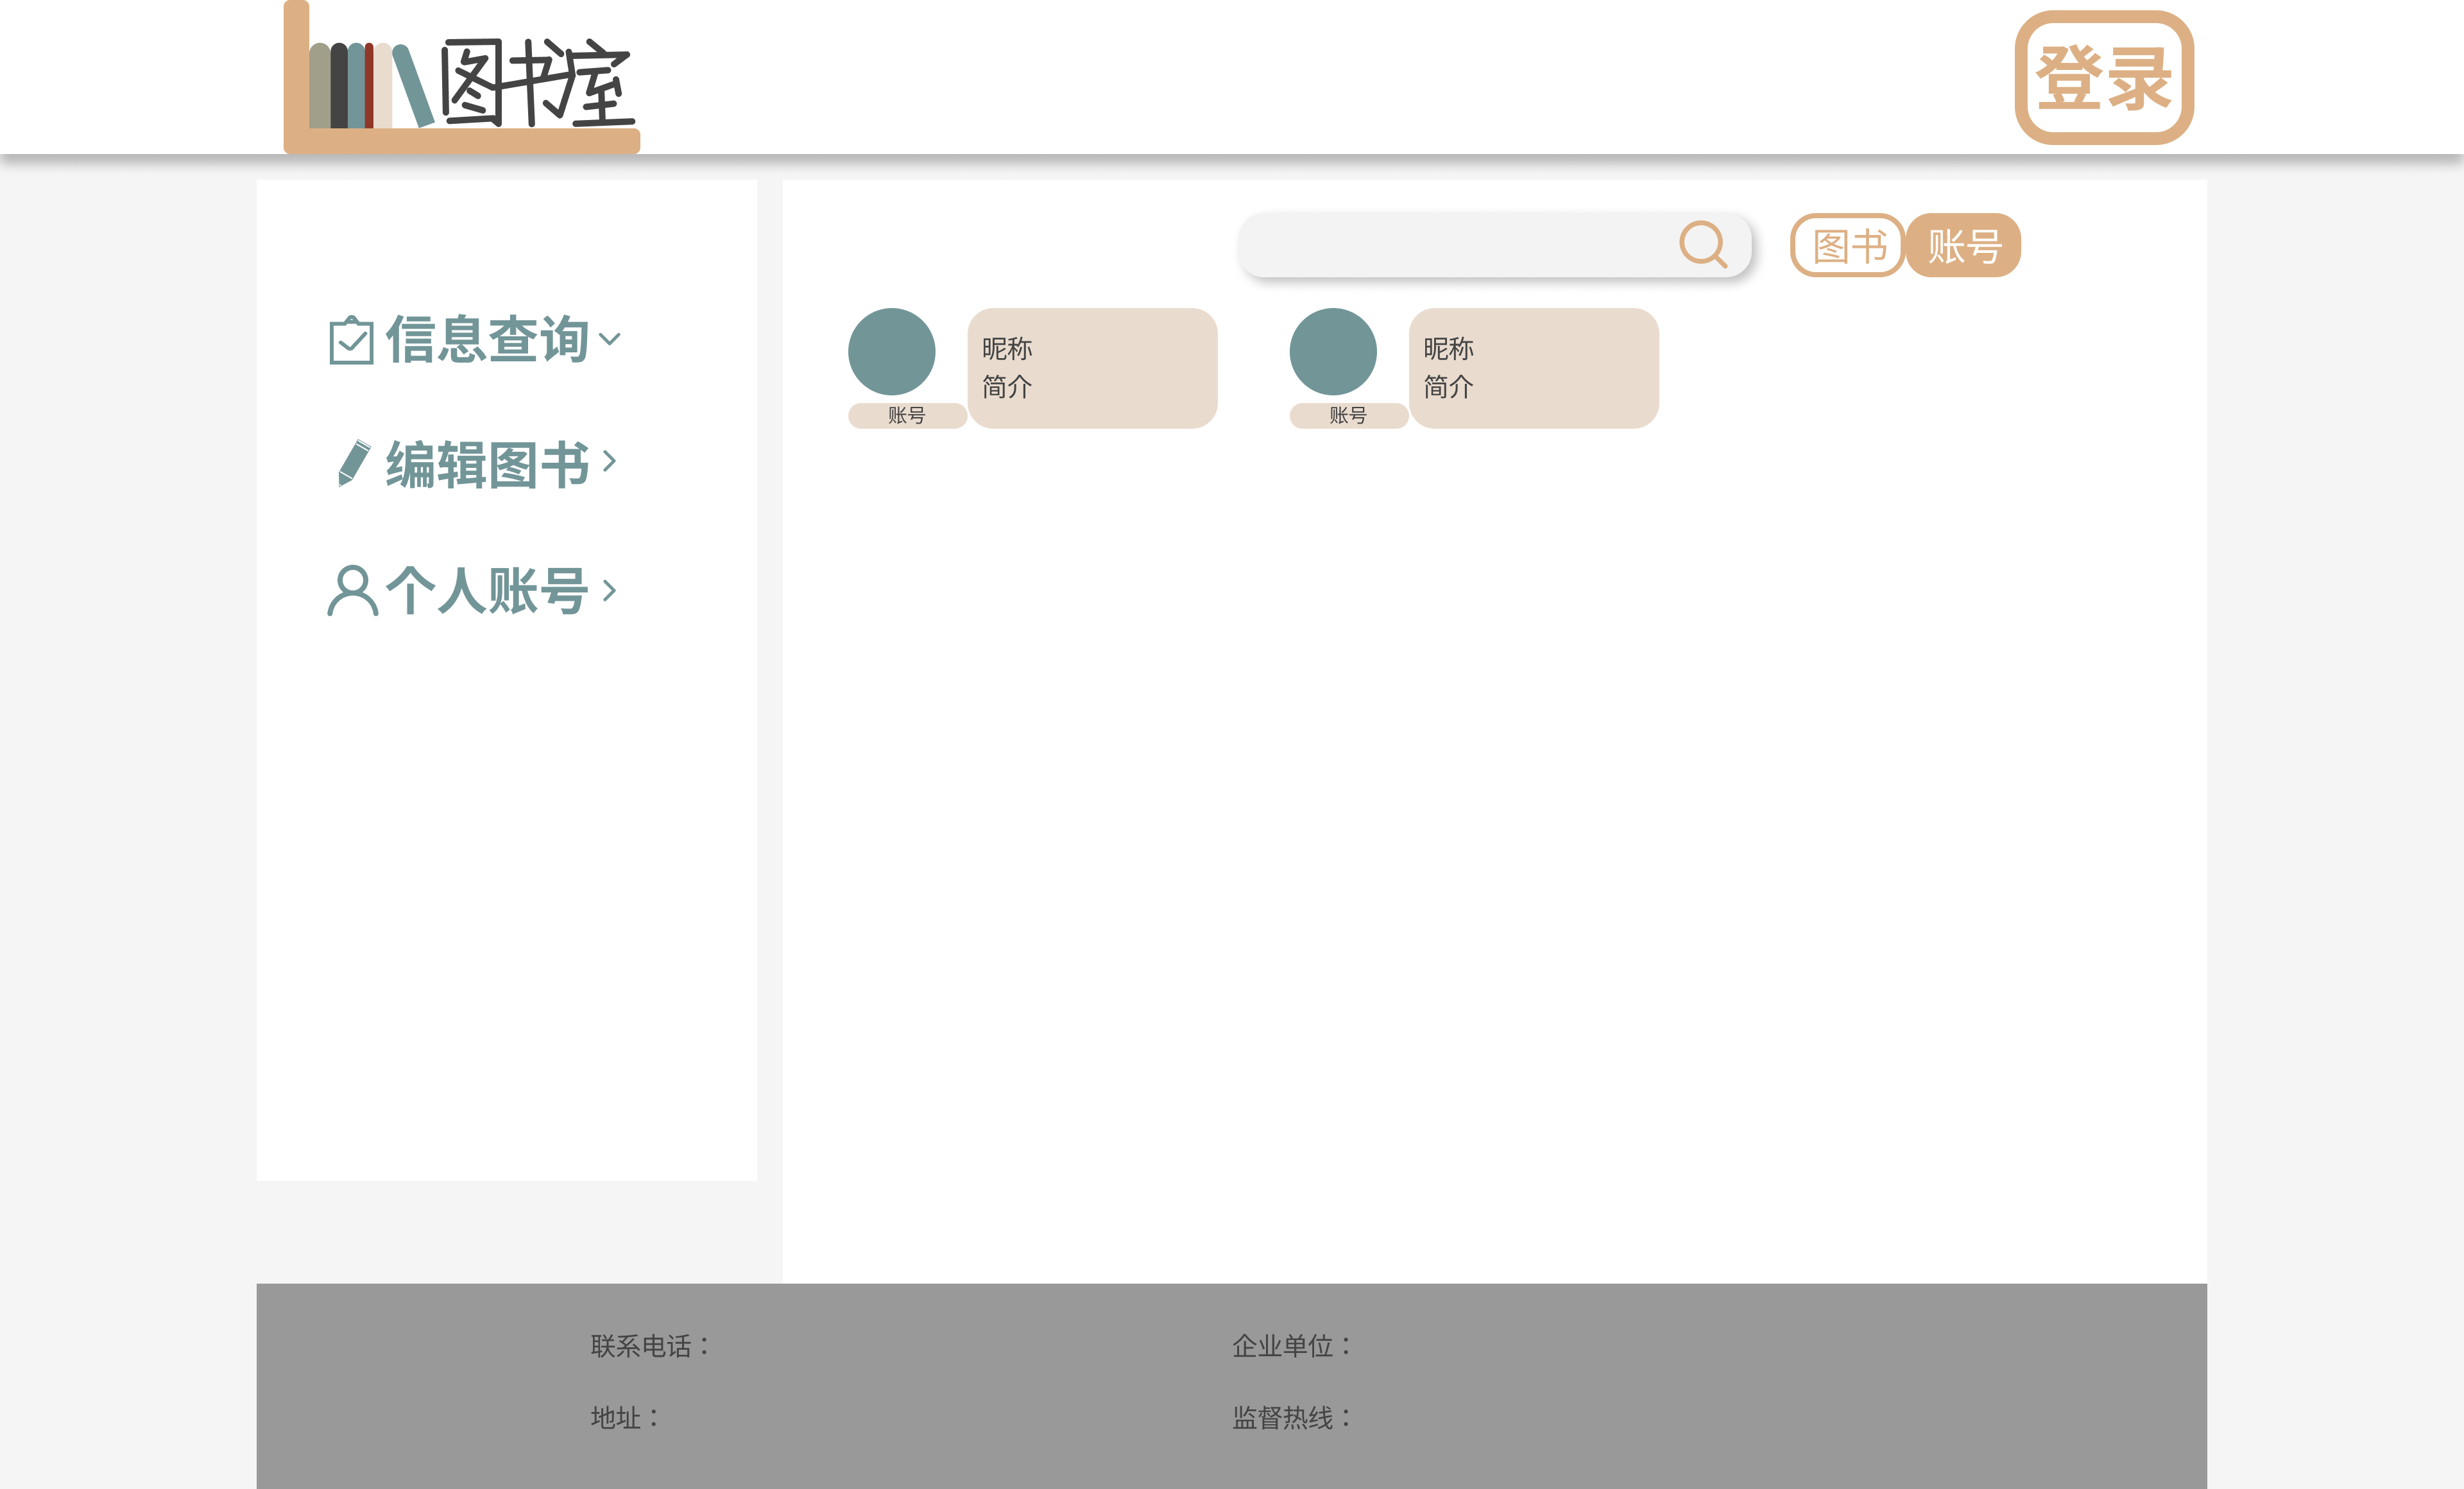 图书室
登录
图书 账号
信息查询
编辑图书
个人账号
昵称
简介
账号
昵称
简介
账号
联系电话：
企业单位：
地址：
监督热线：